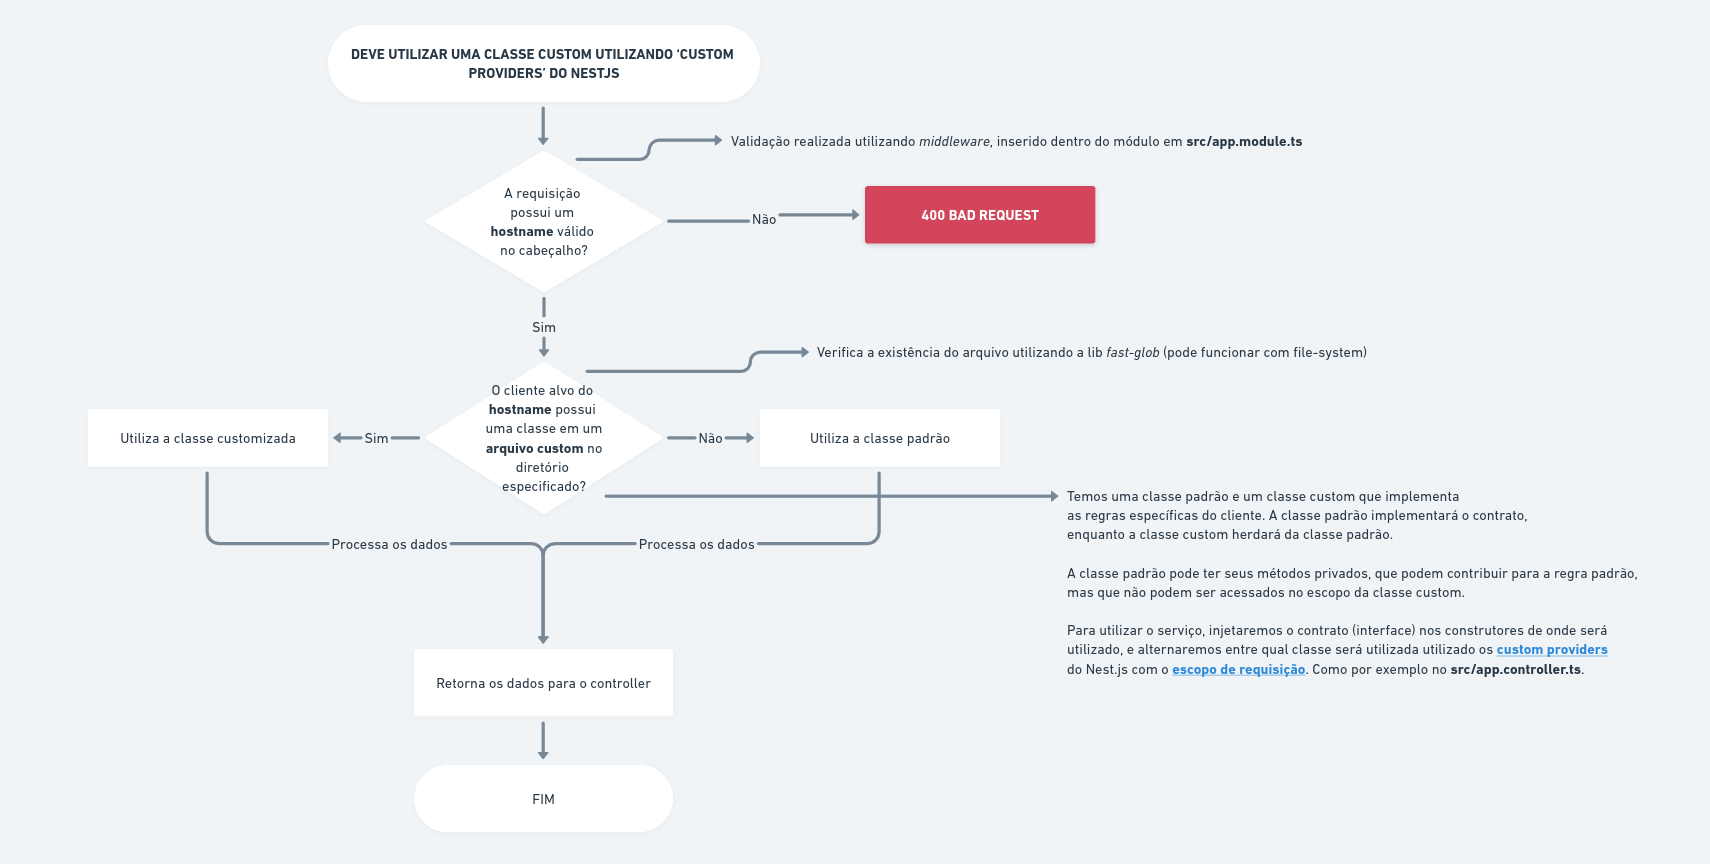 DEVE UTILIZAR UMA CLASSE CUSTOM UTILIZANDO ‘CUSTOM
PROVIDERS’ DO NESTJS
Validação realizada utilizando middleware, inserido dentro do módulo em src/app.module.ts
A requisição
possui um
hostname válido
no cabeçalho?
Não
400 BAD REQUEST
Sim
Verifica a existência do arquivo utilizando a lib fast-glob (pode funcionar com file-system)
O cliente alvo do
hostname possui
uma classe em um
arquivo custom no
diretório
especificado?
Sim
Utiliza a classe customizada
Não
Utiliza a classe padrão
Temos uma classe padrão e um classe custom que implementa
as regras específicas do cliente. A classe padrão implementará o contrato,
enquanto a classe custom herdará da classe padrão.
A classe padrão pode ter seus métodos privados, que podem contribuir para a regra padrão,
mas que não podem ser acessados no escopo da classe custom.
Para utilizar o serviço, injetaremos o contrato (interface) nos construtores de onde será
utilizado, e alternaremos entre qual classe será utilizada utilizado os custom providers
do Nest.js com o escopo de requisição. Como por exemplo no src/app.controller.ts.
Processa os dados
Processa os dados
Retorna os dados para o controller
FIM